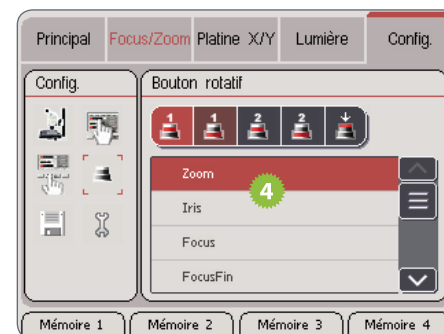 Principal Focus/Zoom Platine X/Y Lumière Config.
Config.
Bouton rotatif
1 1 2 2
Zoom
4
Iris
Focus
FocusFin
Mémoire 1 Mémoire 2 Mémoire 3 Mémoire 4